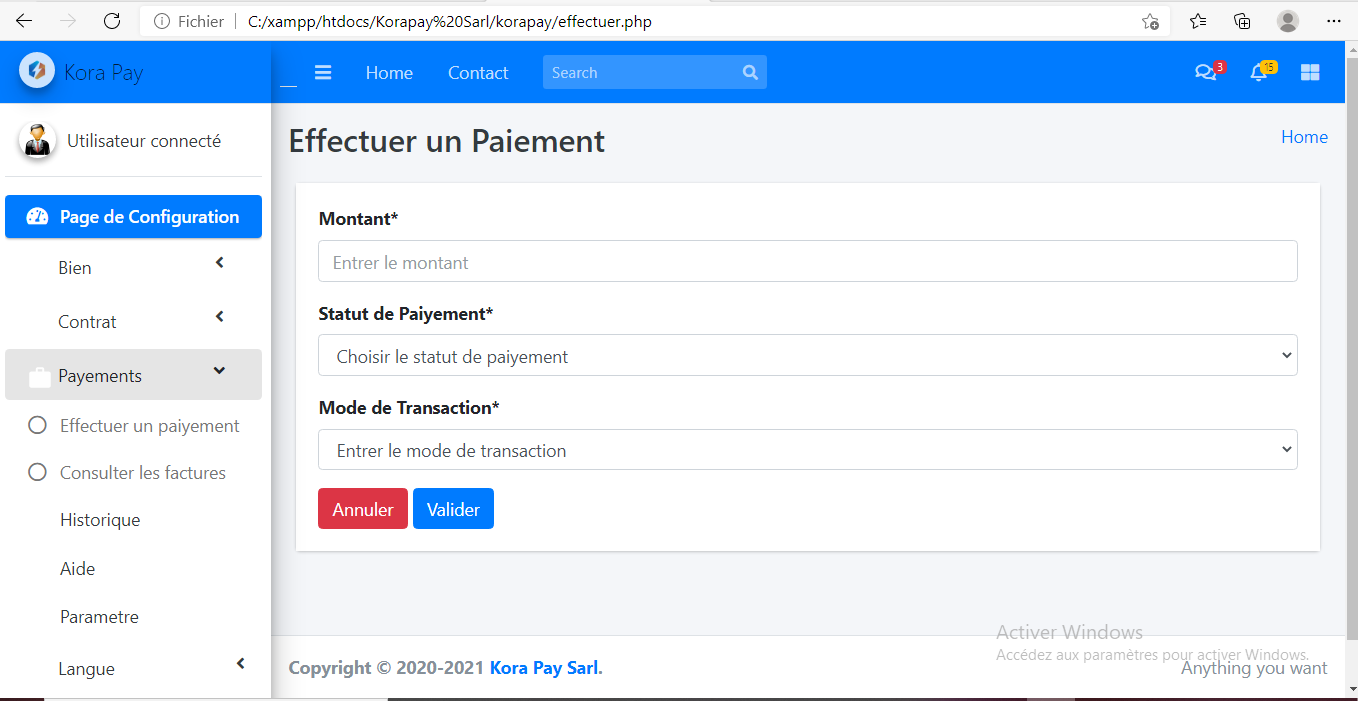 Fichier C:/xampp/htdocs/Korapay%20Sarl/korapay/effectuer.php
Kora Pay
Home Contact Search 3 15
Utilisateur connecté
Effectuer un Paiement
Home
Page de Configuration
Bien
Contrat
Payements
Effectuer un paiyement
Consulter les factures
Historique
Aide
Parametre
Langue
Montant*
Entrer le montant
Statut de Paiyement*
Choisir le statut de paiyement
Mode de Transaction*
Entrer le mode de transaction
Annuler Valider
Activer Windows
Accédez aux paramètres pour activer Windows.
Copyright © 2020-2021 Kora Pay Sarl.
Anything you want